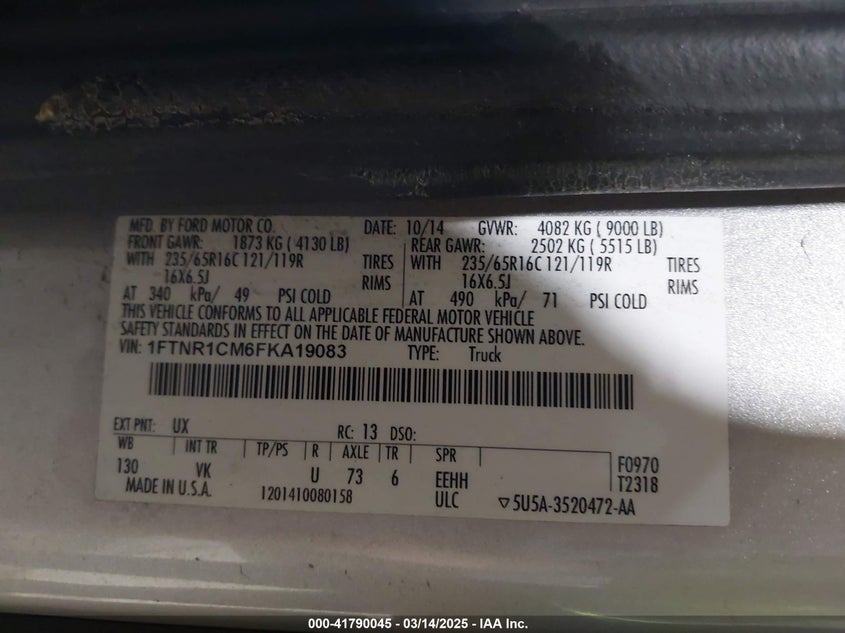 MFD. BY FORD MOTOR CO. DATE: 10/14 GVWR: 4082 KG ( 9000 LB)
FRONT GAWR: 1873 KG ( 4130 LB) REAR GAWR: 2502 KG ( 5515 LB)
WITH 235/65R16C 121/119R TIRES WITH 235/65R16C 121/119R TIRES
16X6.5J RIMS 16X6.5J RIMS
AT 340 kPa/ 49 PSI COLD AT 490 kPa/ 71 PSI COLD
THIS VEHICLE CONFORMS TO ALL APPLICABLE FEDERAL MOTOR VEHICLE
SAFETY STANDARDS IN EFFECT ON THE DATE OF MANUFACTURE SHOWN ABOVE.
VIN: 1FTNR1CM6FKA19083 TYPE: Truck
EXT PNT: UX RC: 13 DSO:
WB INT TR TP/PS R AXLE TR SPR
130 VK U 73 6 EEHH F0970
MADE IN U.S.A. 1201410080158 ULC T2318
▽5U5A-3520472-AA
000-41790045 - 03/14/2025 - IAA Inc.